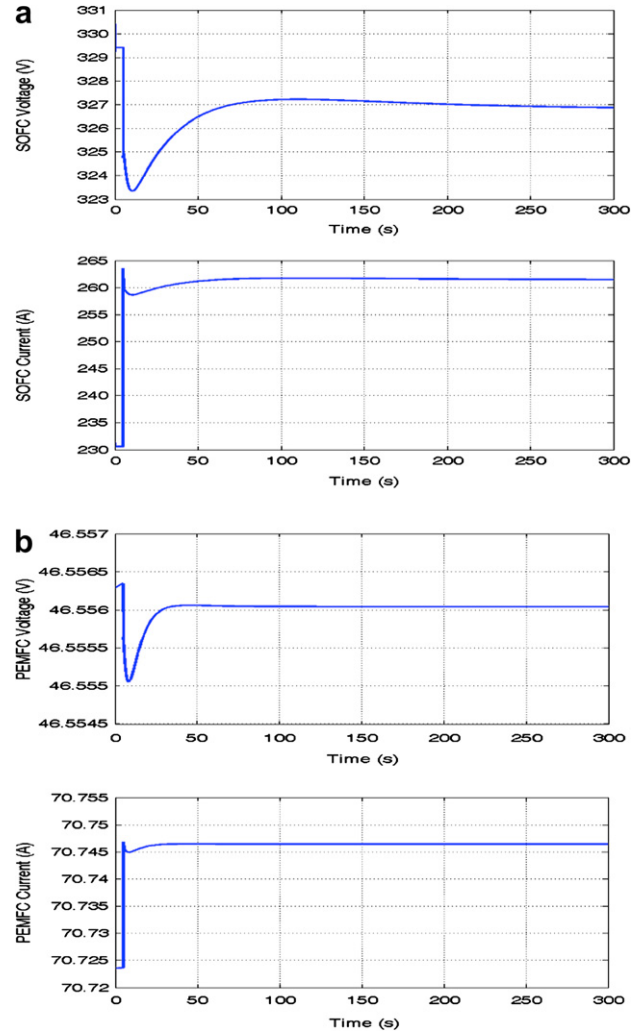 a
331
330
329
328
327
326
325
324
323
SOFC Voltage (V)
0 50 100 150 200 250 300
Time (s)
265
260
255
250
245
240
235
230
SOFC Current (A)
0 50 100 150 200 250 300
Time (s)
b
46.557
46.5565
46.556
46.5555
46.555
46.5545
PEMFC Voltage (V)
0 50 100 150 200 250 300
Time (s)
70.755
70.75
70.745
70.74
70.735
70.73
70.725
70.72
PEMFC Current (A)
0 50 100 150 200 250 300
Time (s)